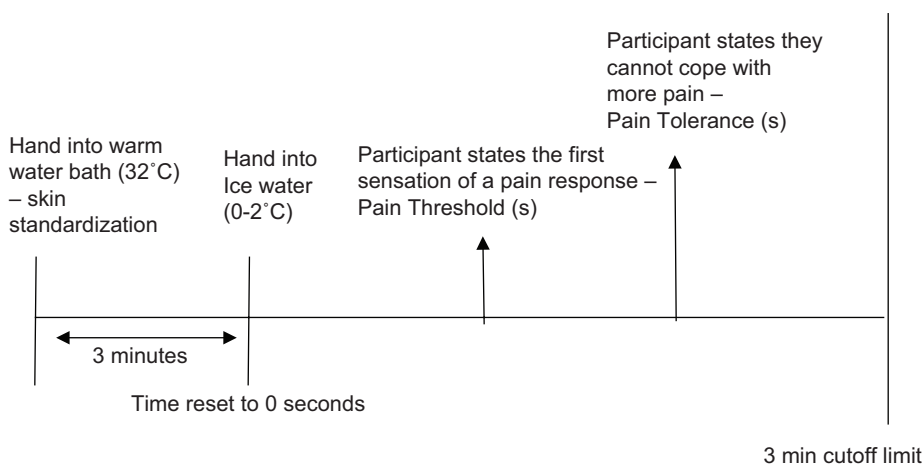 Participant states they
cannot cope with
more pain –
Pain Tolerance (s)
Hand into warm
water bath (32˚C)
– skin
standardization
Hand into
Ice water
(0-2˚C)
Participant states the first
sensation of a pain response –
Pain Threshold (s)
3 minutes
Time reset to 0 seconds
3 min cutoff limit